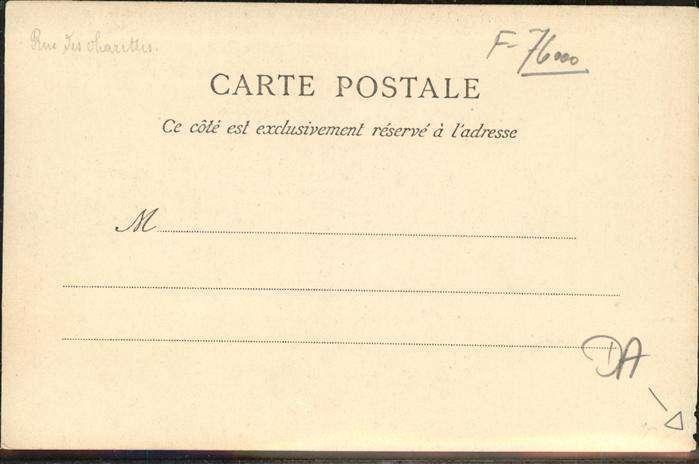 Rue des Charettes.
F-76000
CARTE POSTALE
Ce côté est exclusivement réservé à l'adresse
M
DA